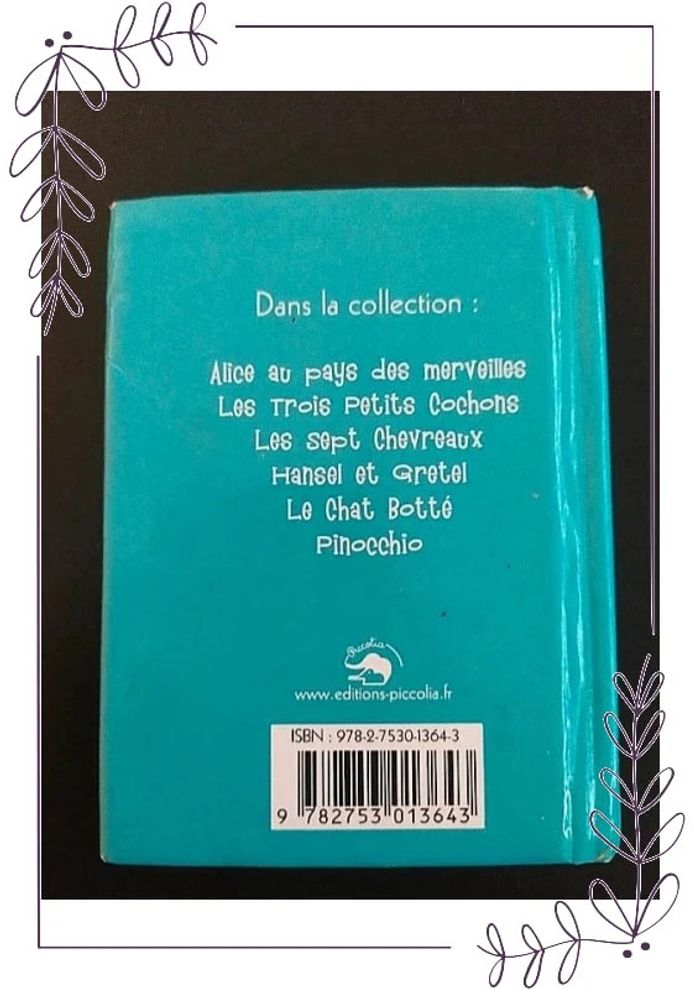 Dans la collection :
Alice au pays des merveilles
Les Trois Petits Cochons
Les Sept Chevreaux
Hansel et Gretel
Le Chat Botté
Pinocchio
Piccolia
www.editions-piccolia.fr
ISBN : 978-2-7530-1364-3
9 782753 013643